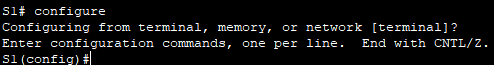 S1# configure
Configuring from terminal, memory, or network [terminal]?
Enter configuration commands, one per line.  End with CNTL/Z.
S1(config)#